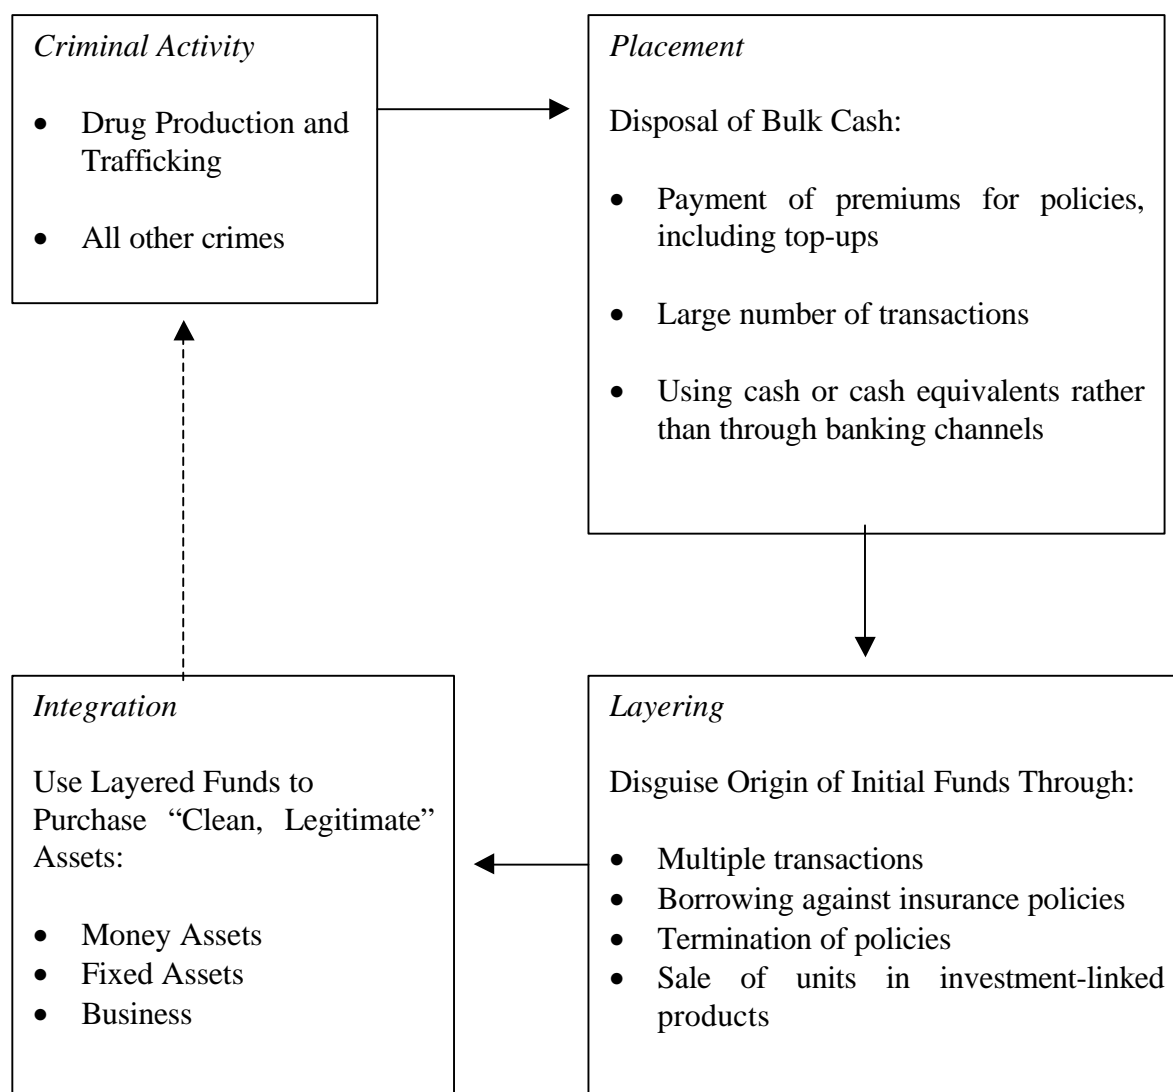 Criminal Activity
• Drug Production and
Trafficking
• All other crimes
Placement
Disposal of Bulk Cash:
• Payment of premiums for policies,
including top-ups
• Large number of transactions
• Using cash or cash equivalents rather
than through banking channels
Layering
Disguise Origin of Initial Funds Through:
• Multiple transactions
• Borrowing against insurance policies
• Termination of policies
• Sale of units in investment-linked
products
Integration
Use Layered Funds to
Purchase “Clean, Legitimate”
Assets:
• Money Assets
• Fixed Assets
• Business